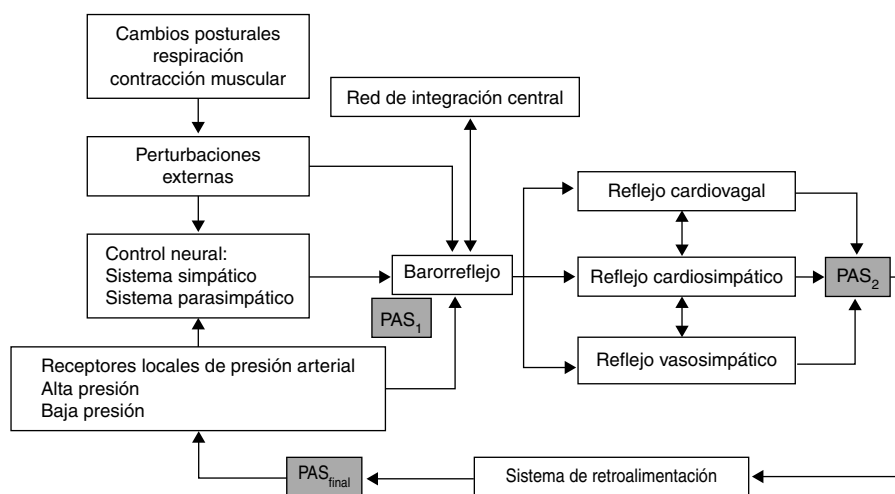 Cambios posturales
respiración
contracción muscular
Red de integración central
Perturbaciones
externas
Reflejo cardiovagal
Control neural:
Sistema simpático
Sistema parasimpático
Barorreflejo
Reflejo cardiosimpático
PAS2
PAS1
Reflejo vasosimpático
Receptores locales de presión arterial
Alta presión
Baja presión
PASfinal
Sistema de retroalimentación